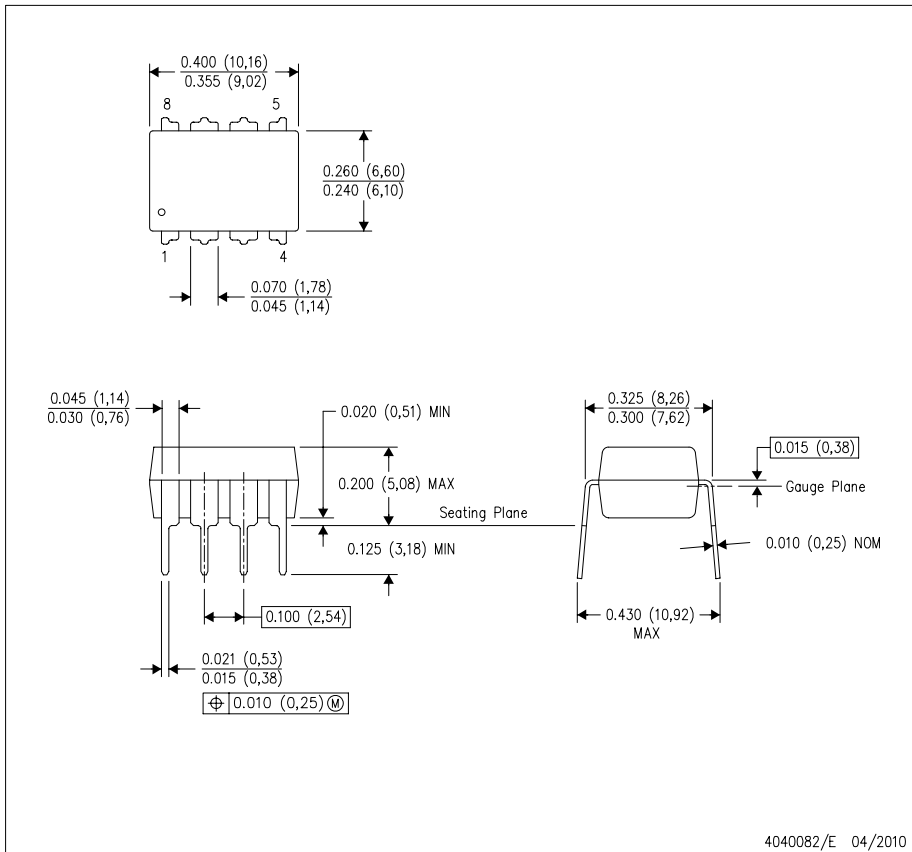 0.400 (10,16)
0.355 (9,02)
8 5
0.260 (6,60)
0.240 (6,10)
1 4
0.070 (1,78)
0.045 (1,14)
0.045 (1,14)
0.030 (0,76)
0.020 (0,51) MIN
0.200 (5,08) MAX
Seating Plane
0.125 (3,18) MIN
0.100 (2,54)
0.021 (0,53)
0.015 (0,38)
⌖ 0.010 (0,25) Ⓜ
0.325 (8,26)
0.300 (7,62)
0.015 (0,38)
Gauge Plane
0.010 (0,25) NOM
0.430 (10,92)
MAX
4040082/E 04/2010